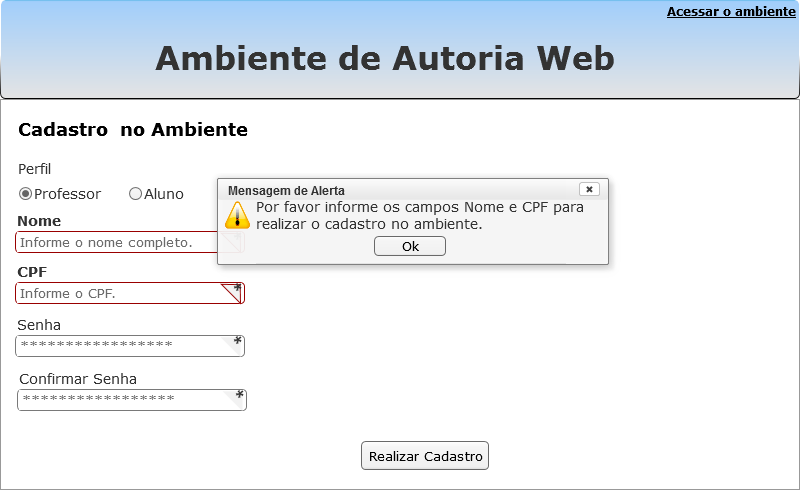 Acessar o ambiente
Ambiente de Autoria Web
Cadastro no Ambiente
Perfil
Professor Aluno
Mensagem de Alerta
Por favor informe os campos Nome e CPF para
realizar o cadastro no ambiente.
Ok
Nome
Informe o nome completo.
CPF
Informe o CPF. *
Senha
***************** *
Confirmar Senha
***************** *
Realizar Cadastro